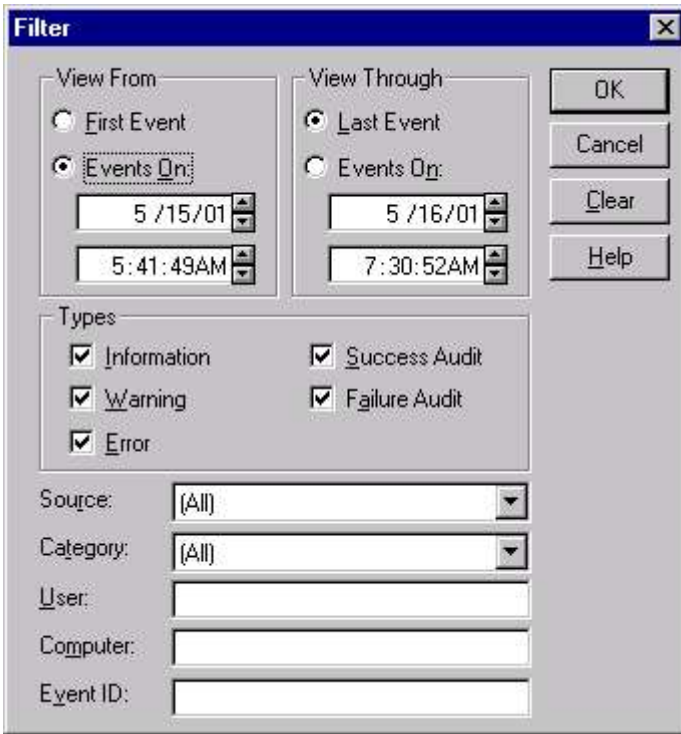 Filter
View From
First Event
Events On:
5 /15/01
5:41:49AM
View Through
Last Event
Events On:
5 /16/01
7:30:52AM
OK
Cancel
Clear
Help
Types
Information
Success Audit
Warning
Failure Audit
Error
Source: (All)
Category: (All)
User:
Computer:
Event ID: